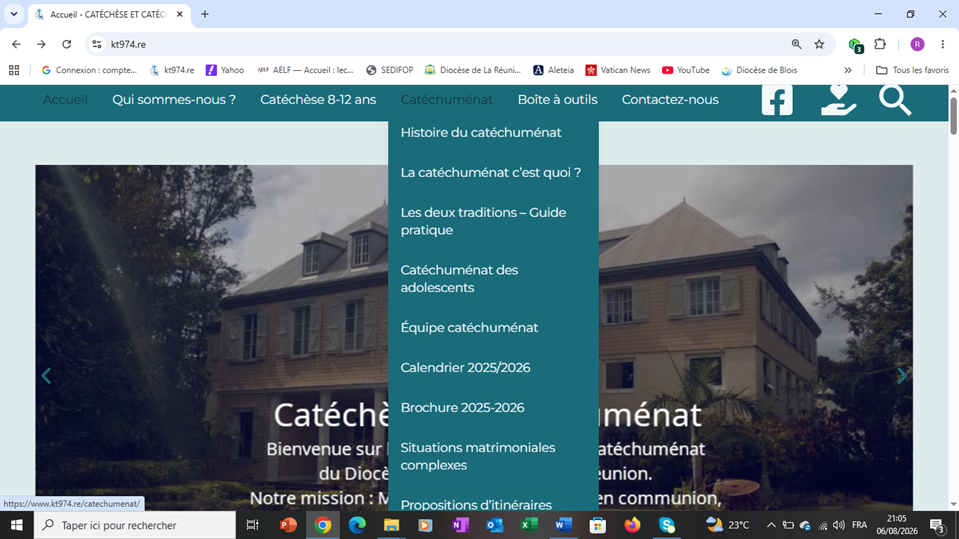 Accueil - CATÉCHÈSE ET CATÉC
kt974.re
3
R
Connexion : compte...
kt974.re
Yahoo
AELF — Accueil : lec...
SEDIFOP
Diocèse de La Réuni...
Aleteia
Vatican News
YouTube
Diocèse de Blois
Tous les favoris
Accueil
Qui sommes-nous ?
Catéchèse 8-12 ans
Catéchuménat
Boîte à outils
Contactez-nous
Histoire du catéchuménat
La catéchuménat c'est quoi ?
Les deux traditions – Guide
pratique
Catéchuménat des
adolescents
Équipe catéchuménat
Calendrier 2025/2026
Brochure 2025-2026
Situations matrimoniales
complexes
Propositions d'itinéraires
Catéchè
uménat
Bienvenue sur
atéchuménat
du Dioc
éunion.
Notre mission : M
en communion,
https://www.kt974.re/catechumenat/
Taper ici pour rechercher
23°C
FRA
21:05
06/08/2026
3